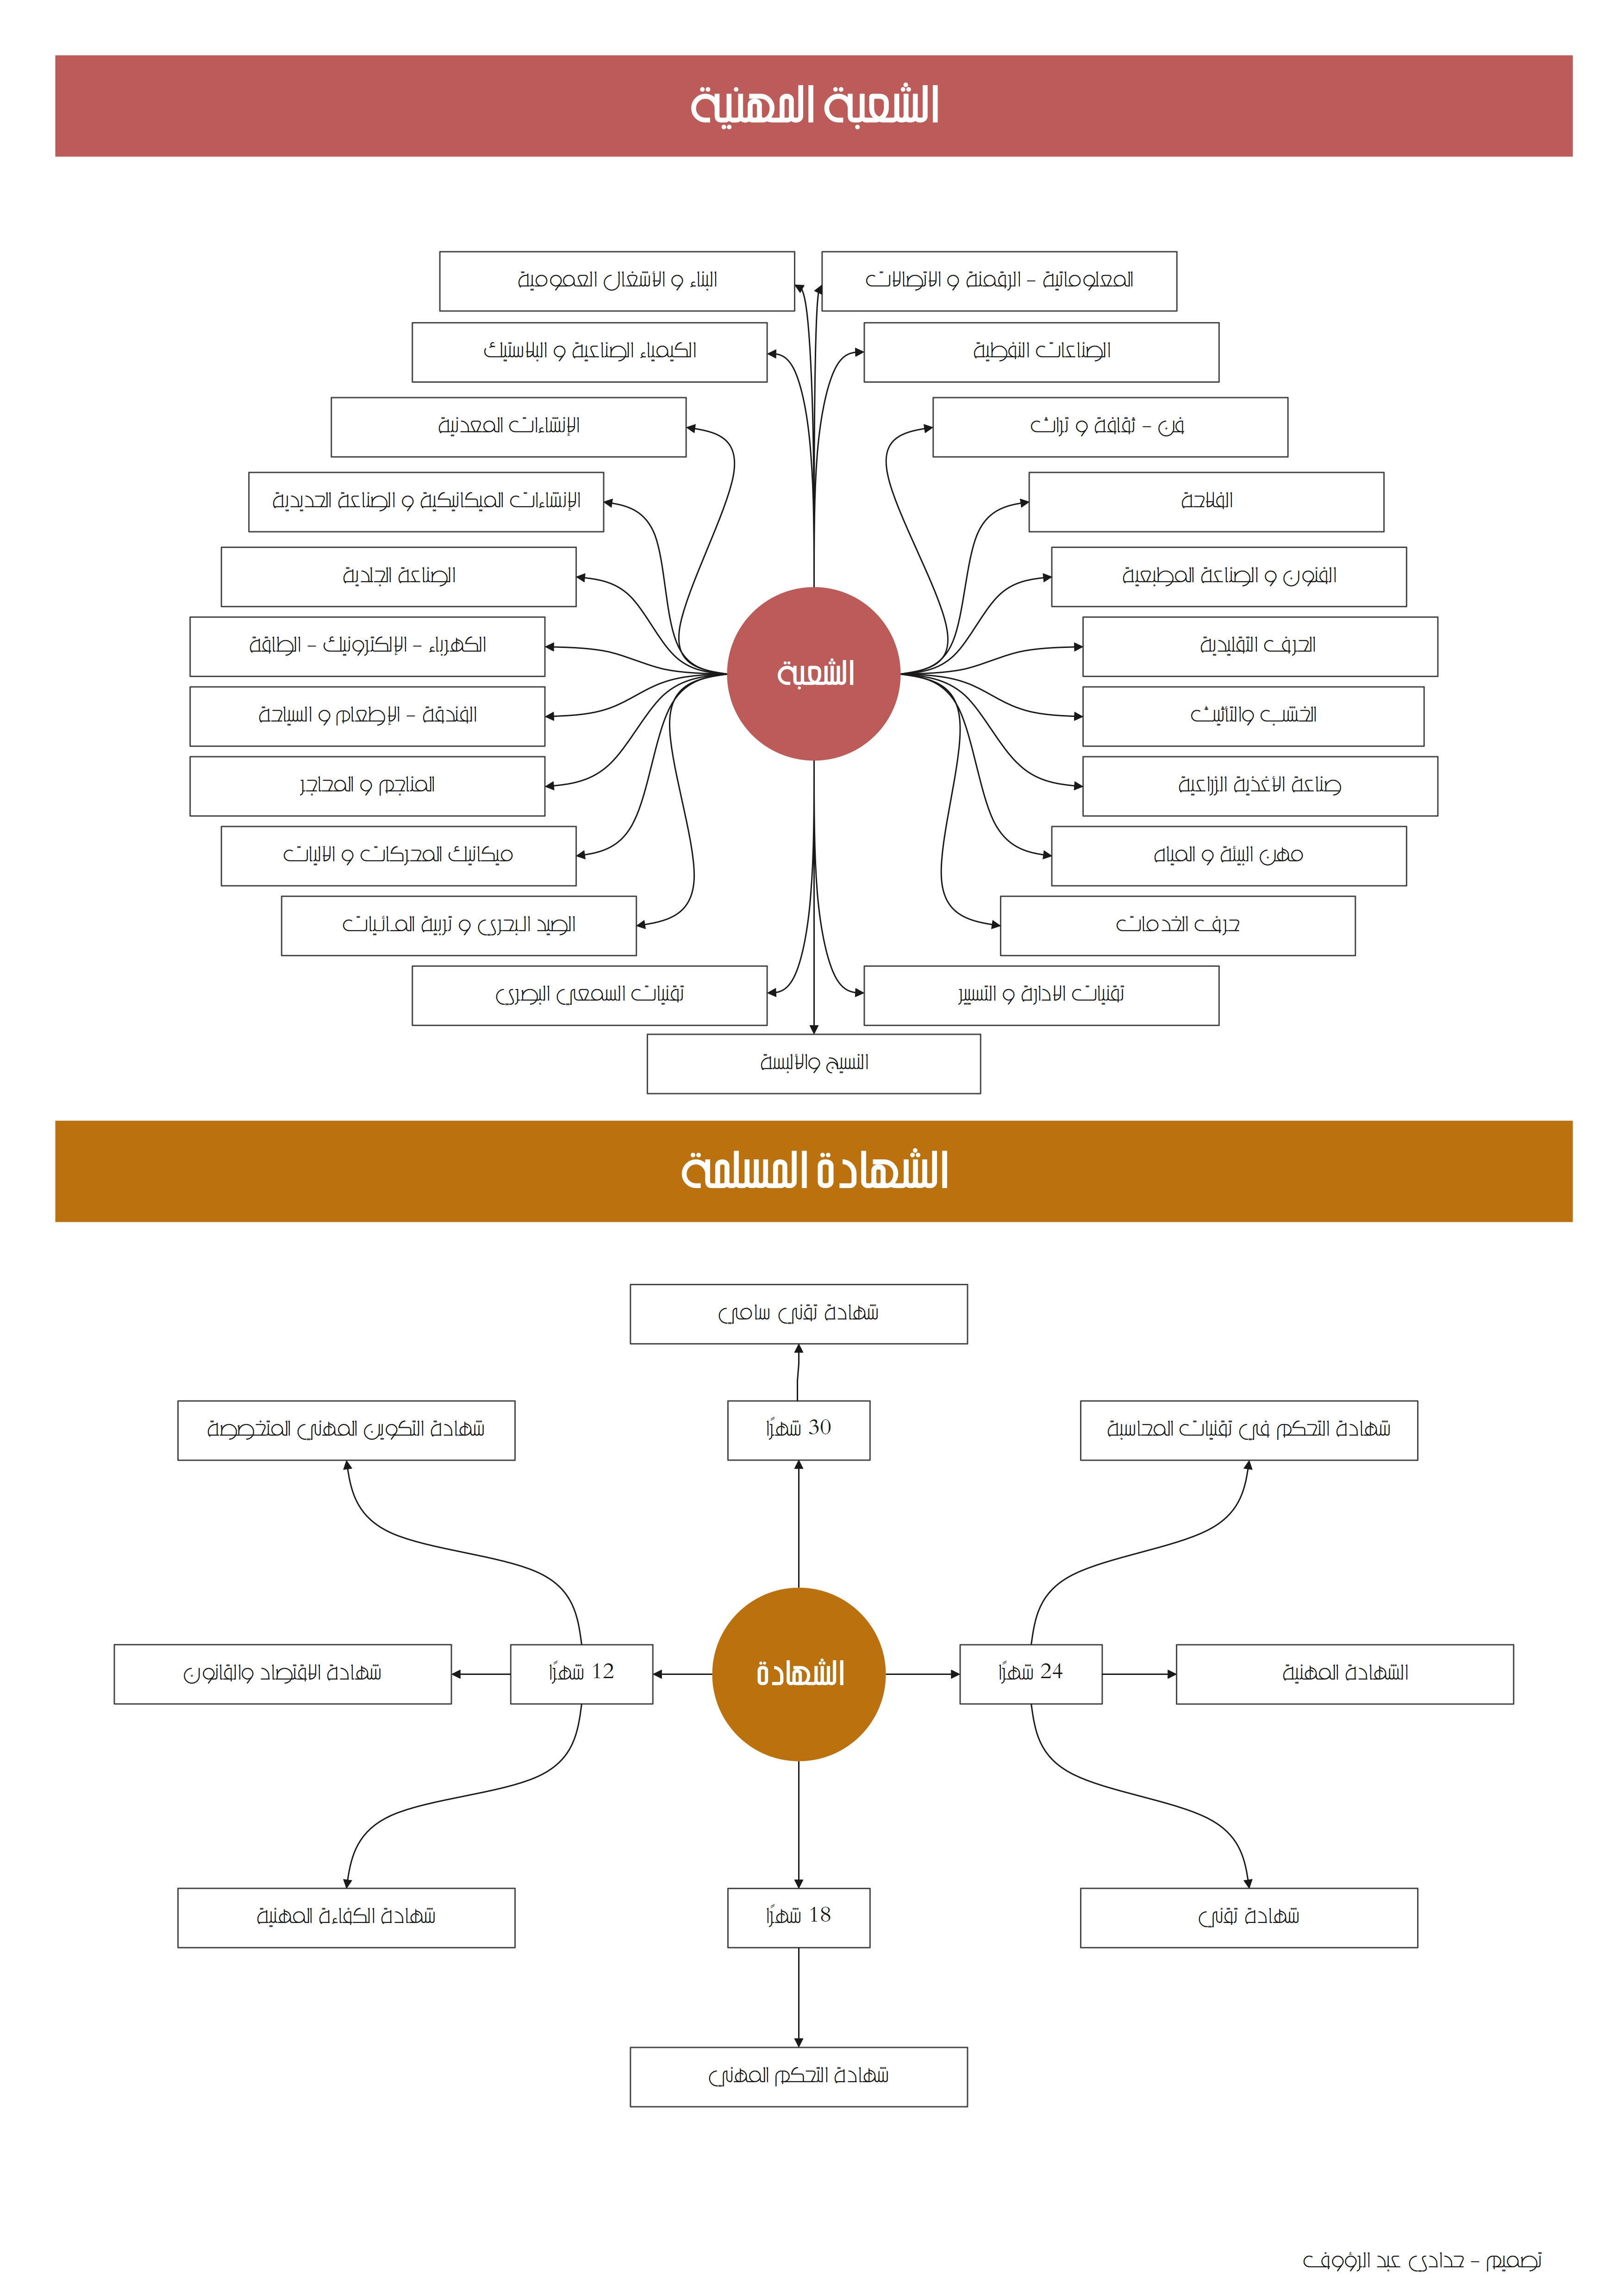 الشعبة المهنية
المعلوماتية - الرقمنة و الاتصالات
البناء و الأشغال العمومية
الصناعات النفطية
الكيمياء الصناعية و البلاستيك
فن - ثقافة و تراث
الإنشاءات المعدنية
الفلاحة
الإنشاءات الميكانيكية و الصناعة الحديدية
الفنون و الصناعة المطبعية
الصناعة الجلدية
الحرف التقليدية
الكهرباء - الإلكترونيك - الطاقة
الشعبة
الخشب والتأثيث
الفندقة - الإطعام و السياحة
صناعة الأغذية الزراعية
المناجم و المحاجر
مهن البيئة و المياه
ميكانيك المحركات و الاليات
حرف الخدمات
الصيد البحري و تربية المائيات
تقنيات الادارة و التسيير
تقنيات السمعي البصري
النسيج والألبسة
الشهادة المسلمة
شهادة تقني سامي
شهادة التحكم في تقنيات المحاسبة
30 شهرًا
شهادة التكوين المهني المتخصصة
الشهادة المهنية
24 شهرًا
الشهادة
12 شهرًا
شهادة الاقتصاد والقانون
شهادة تقني
18 شهرًا
شهادة الكفاءة المهنية
شهادة التحكم المهني
تصميم - حدادي عبد الرؤوف